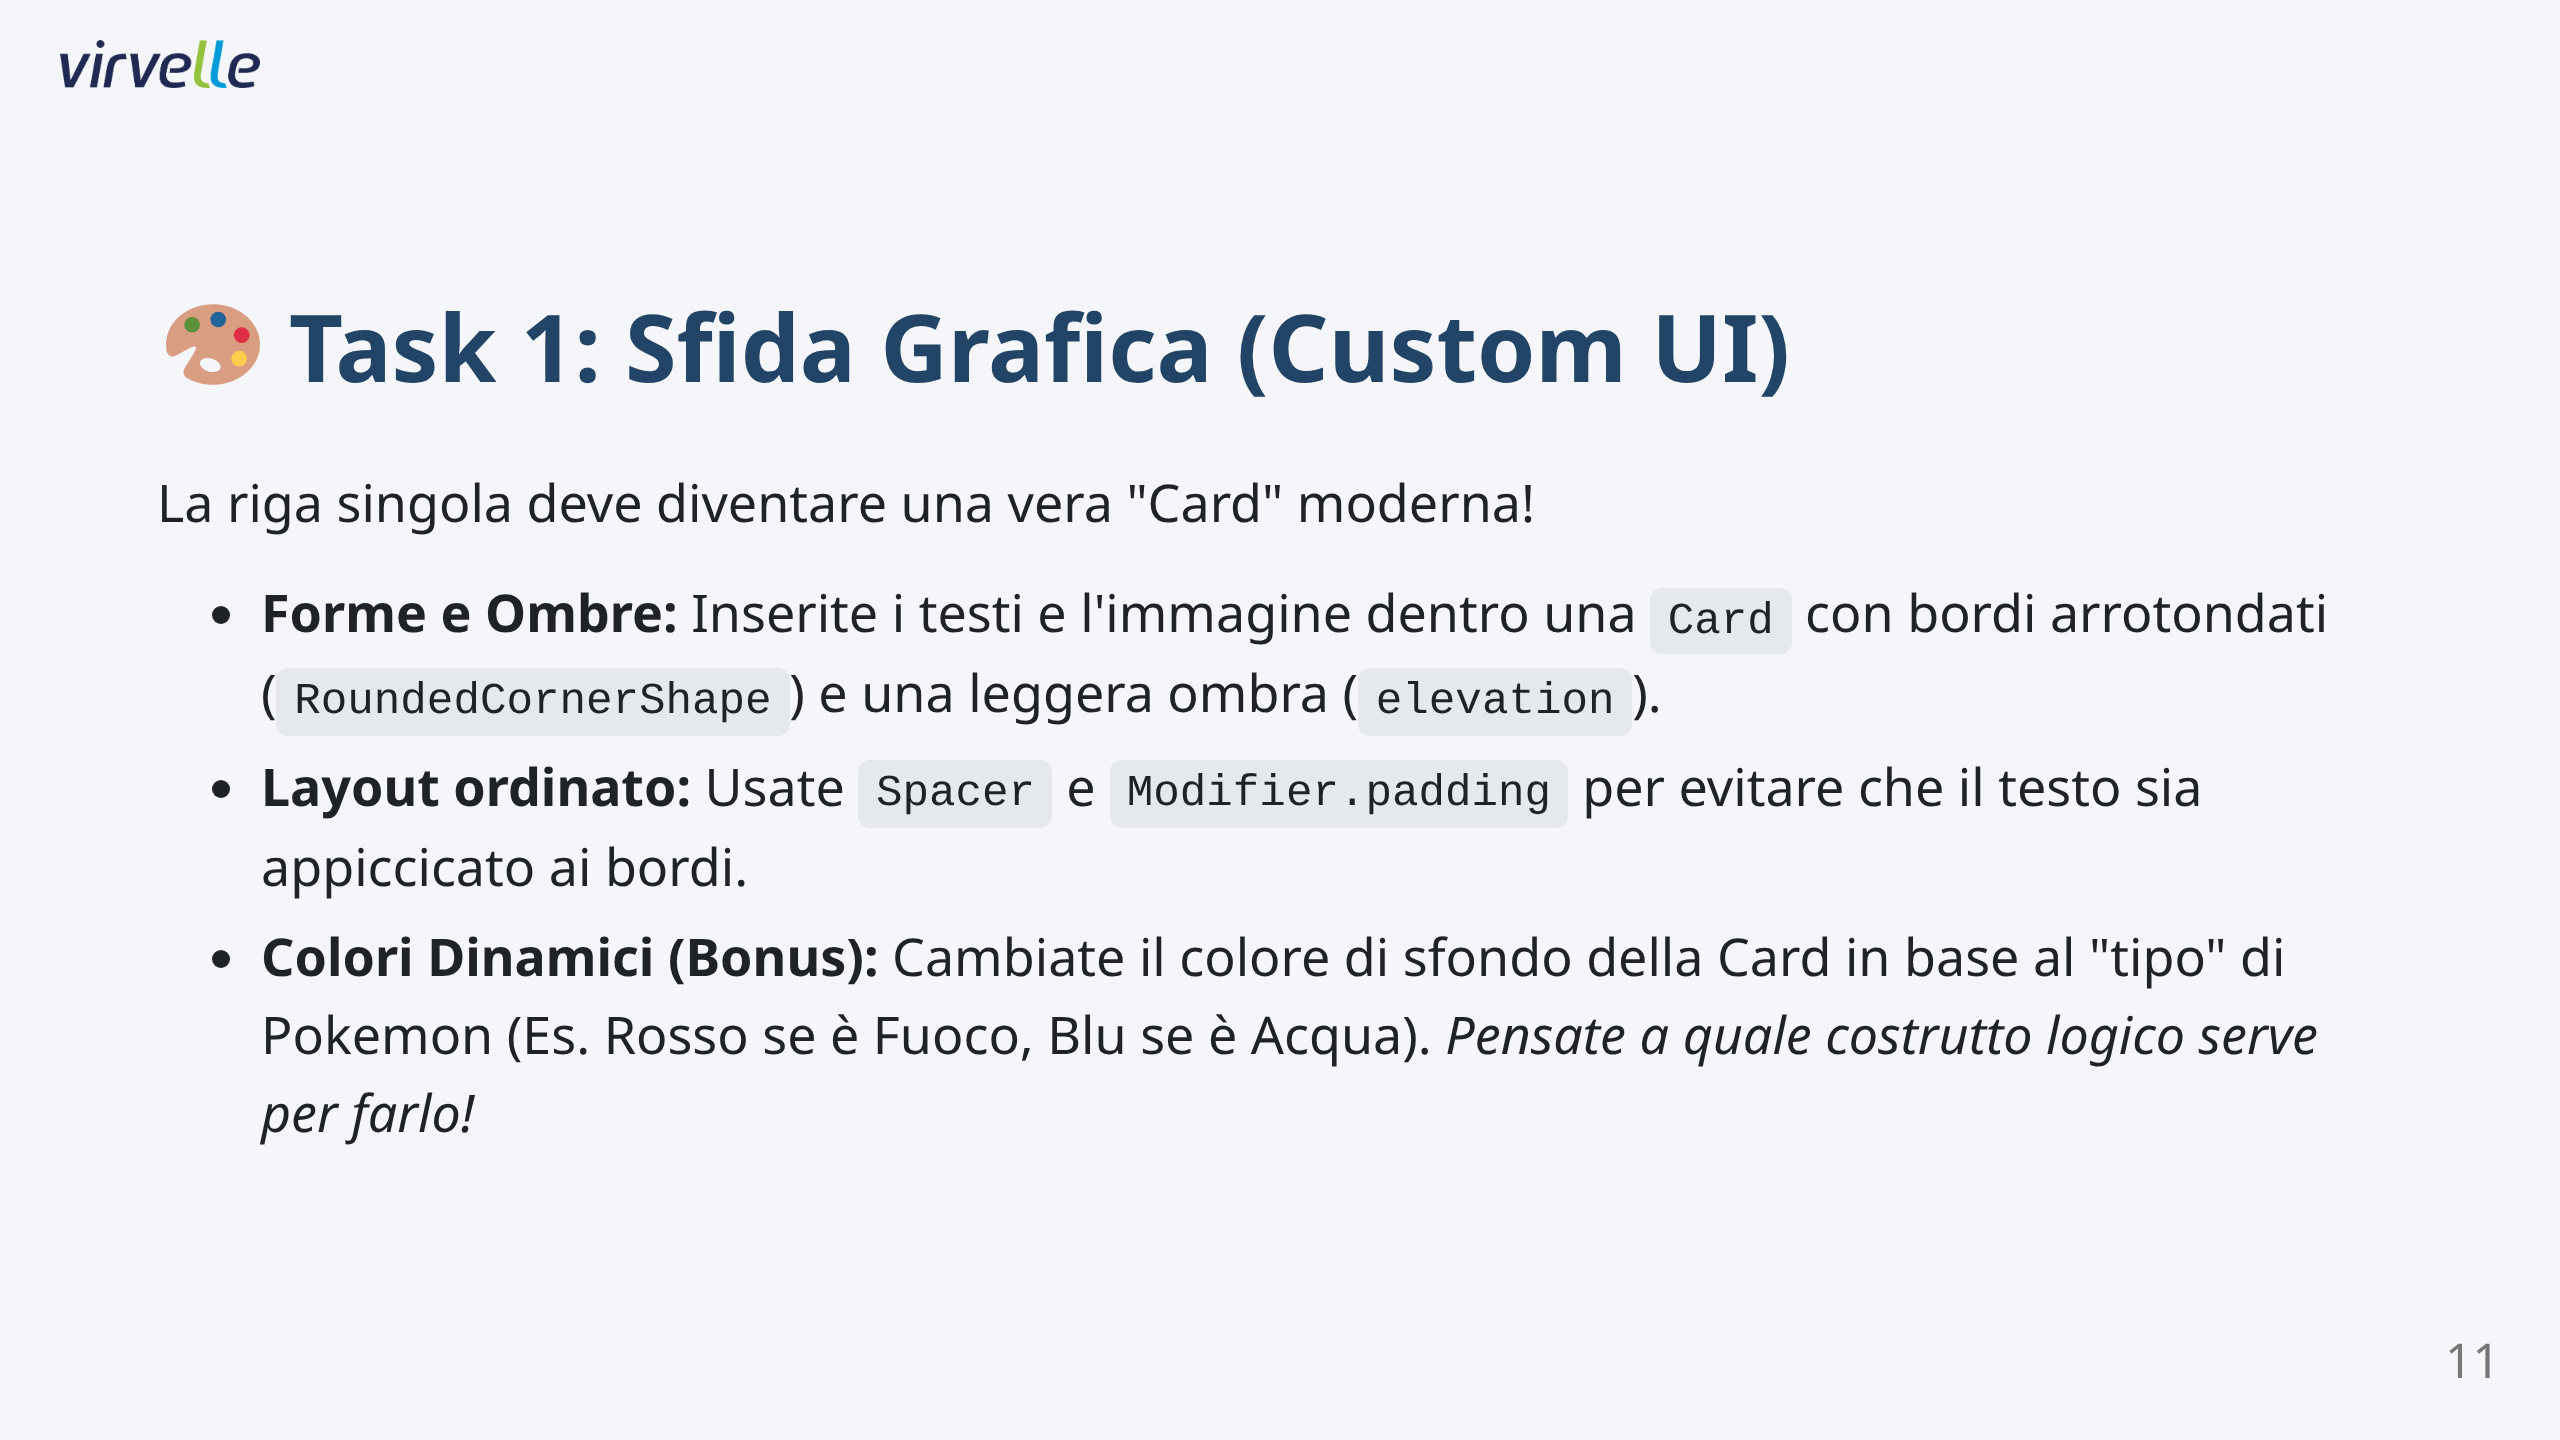 virvelle
Task 1: Sfida Grafica (Custom UI)
La riga singola deve diventare una vera "Card" moderna!
Forme e Ombre: Inserite i testi e l'immagine dentro una Card con bordi arrotondati
(RoundedCornerShape) e una leggera ombra (elevation).
Layout ordinato: Usate Spacer e Modifier.padding per evitare che il testo sia
appiccicato ai bordi.
Colori Dinamici (Bonus): Cambiate il colore di sfondo della Card in base al "tipo" di
Pokemon (Es. Rosso se è Fuoco, Blu se è Acqua). Pensate a quale costrutto logico serve
per farlo!
11